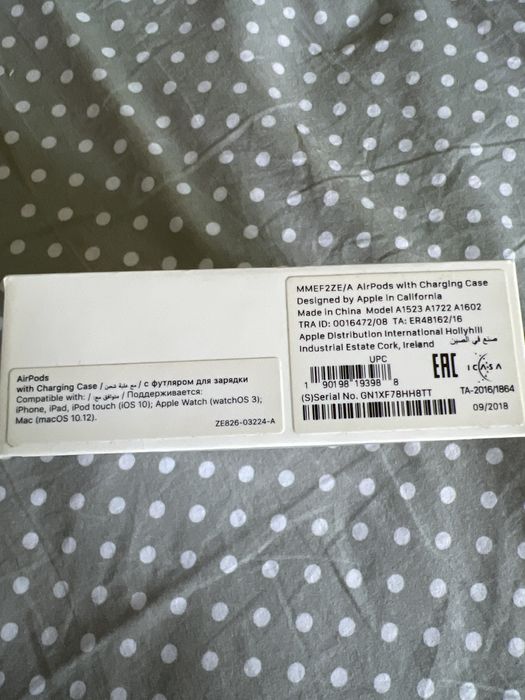 AirPods
with Charging Case / مع علبة شحن / с футляром для зарядки
Compatible with: / متوافق مع: / Поддерживается:
iPhone, iPad, iPod touch (iOS 10); Apple Watch (watchOS 3);
Mac (macOS 10.12).
ZE826-03224-A
MMEF2ZE/A AirPods with Charging Case
Designed by Apple in California
Made in China Model A1523 A1722 A1602
TRA ID: 0016472/08 TA: ER48162/16
Apple Distribution International Hollyhill
Industrial Estate Cork, Ireland صنع في الصين
UPC
1 90198 19398 8
EAC
ICASA
(S)Serial No. GN1XF78HH8TT
TA-2016/1864
09/2018